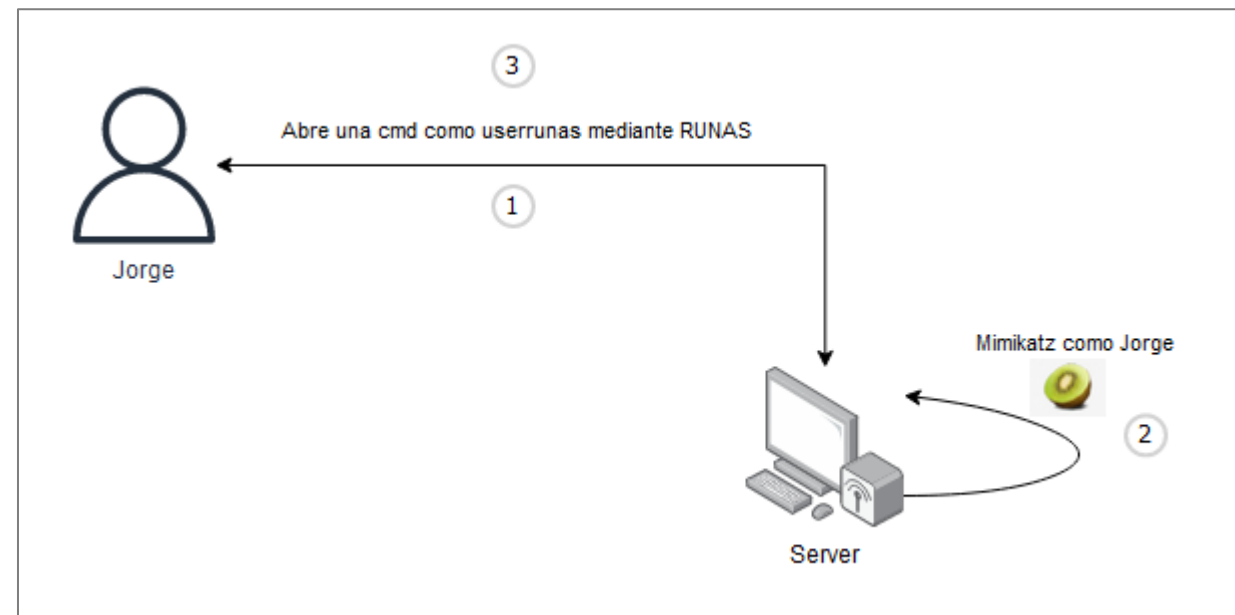 3
Abre una cmd como userrunas mediante RUNAS
1
Jorge
Mimikatz como Jorge
2
Server